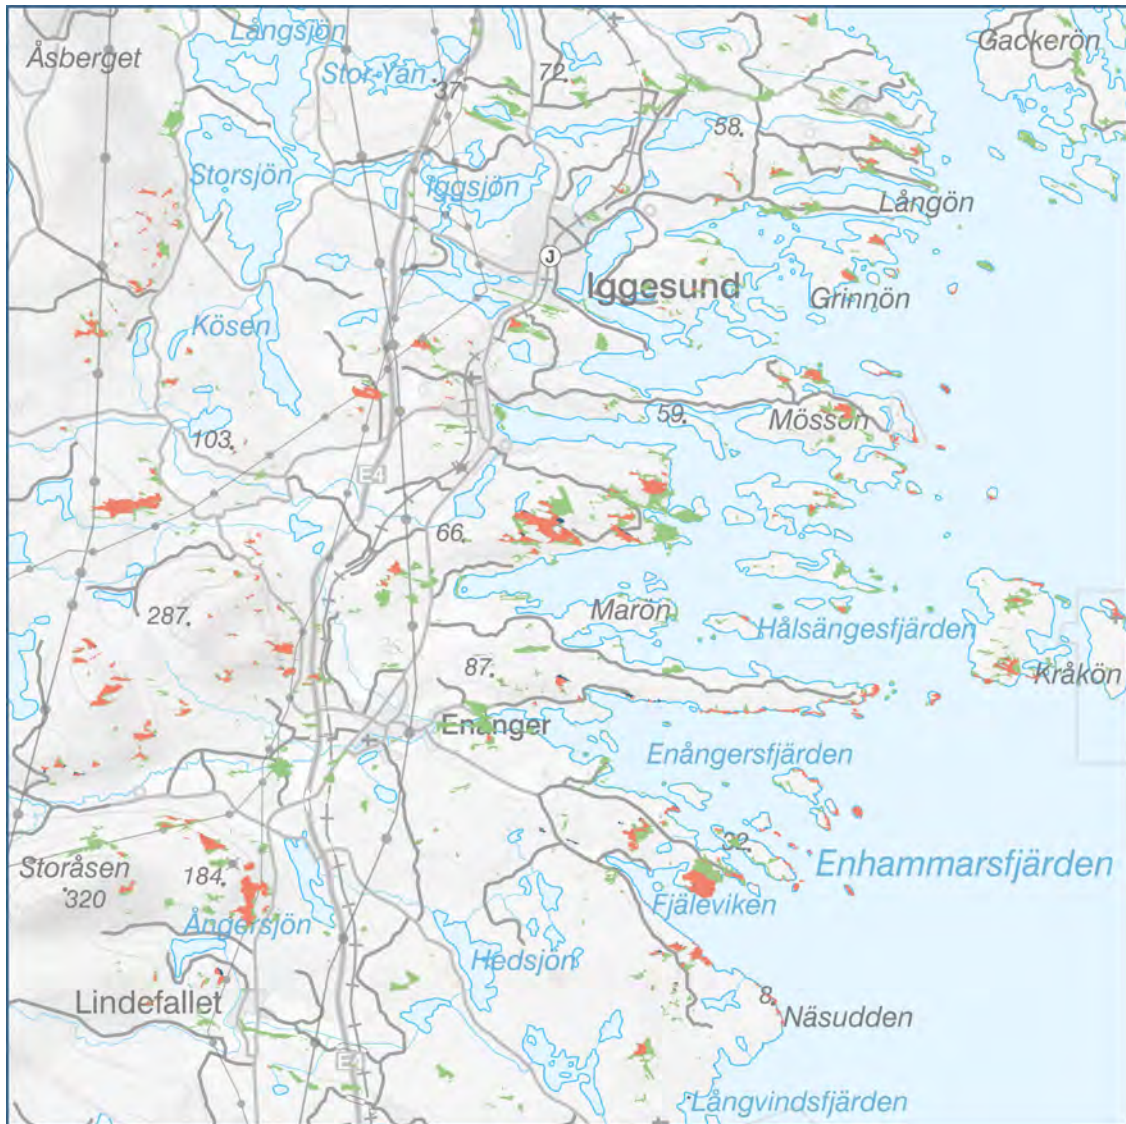 Långsjön
Gackerön
Åsberget
Stor-Yan
72
37
58
Storsjön
Iggsjön
Långön
J
Iggesund
Grinnön
Kösen
59
Mössön
103
E4
66
Marön
Hålsängesfjärden
287
87
Kråkön
Enånger
Enångersfjärden
32
Enhammarsfjärden
Storåsen
184
320
Fjäleviken
Ångersjön
Hedsjön
Lindefallet
8
Näsudden
E4
Långvindsfjärden